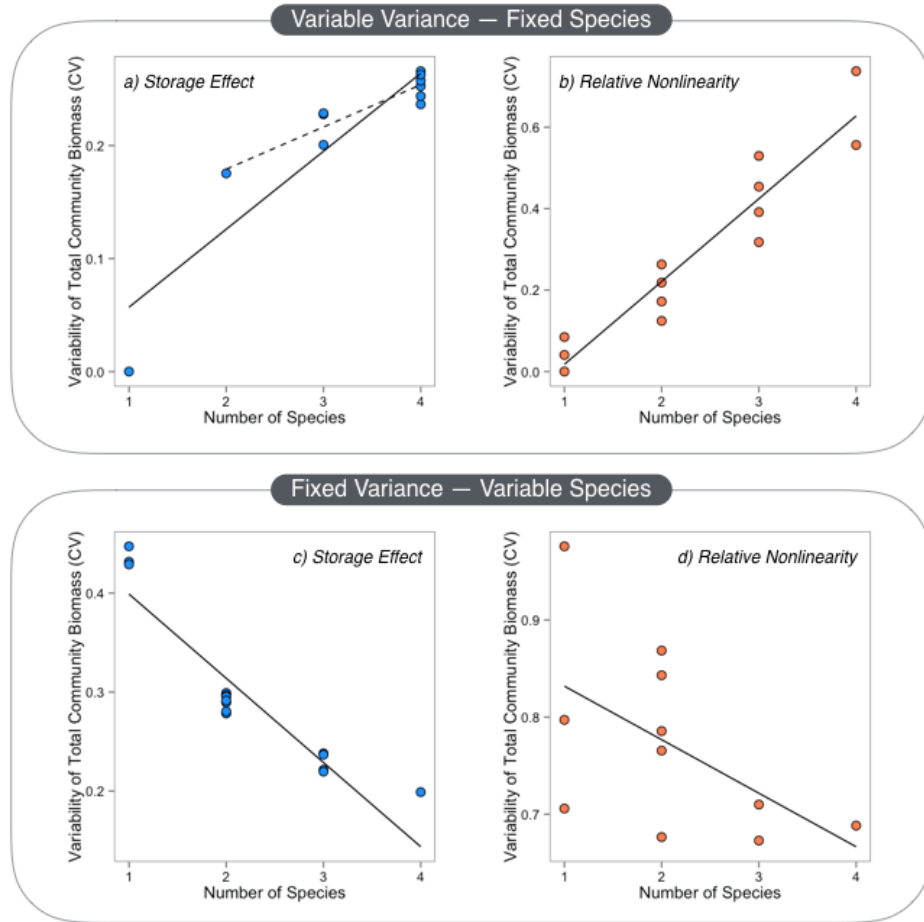 Variable Variance — Fixed Species
a) Storage Effect
Variability of Total Community Biomass (CV)
0.2
0.1
0.0
1 2 3 4
Number of Species
b) Relative Nonlinearity
Variability of Total Community Biomass (CV)
0.6
0.4
0.2
0.0
1 2 3 4
Number of Species
Fixed Variance — Variable Species
c) Storage Effect
Variability of Total Community Biomass (CV)
0.4
0.3
0.2
1 2 3 4
Number of Species
d) Relative Nonlinearity
Variability of Total Community Biomass (CV)
0.9
0.8
0.7
1 2 3 4
Number of Species